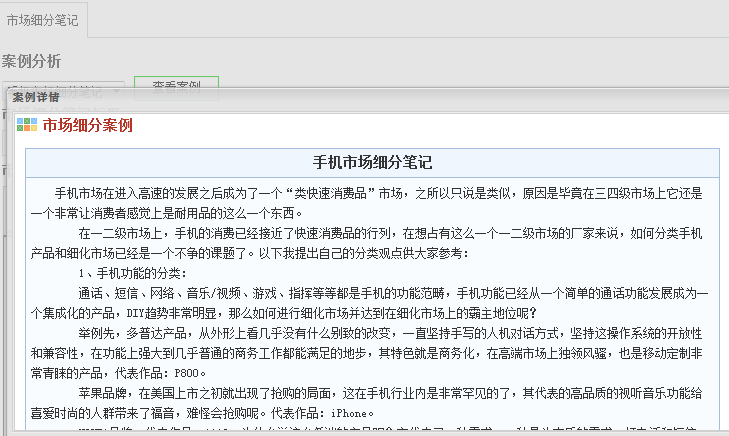 市场细分笔记
案例分析
查看案例
案例详情
市场细分案例
手机市场细分笔记
手机市场在进入高速的发展之后成为了一个“类快速消费品”市场，之所以只说是类似，原因是毕竟在三四级市场上它还是
一个非常让消费者感觉上是耐用品的这么一个东西。
在一二级市场上，手机的消费已经接近了快速消费品的行列，在想占有这么一个一二级市场的厂家来说，如何分类手机
产品和细化市场已经是一个不争的课题了。以下我提出自己的分类观点供大家参考：
1、手机功能的分类：
通话、短信、网络、音乐/视频、游戏、指挥等等都是手机的功能范畴，手机功能已经从一个简单的通话功能发展成为一
个集成化的产品，DIY趋势非常明显，那么如何进行细化市场并达到在细化市场上的霸主地位呢？
举例先，多普达产品，从外形上看几乎没有什么别致的改变，一直坚持手写的人机对话方式，坚持这操作系统的开放性
和兼容性，在功能上强大到几乎普通的商务工作都能满足的地步，其特色就是商务化，在高端市场上独领风骚，也是移动定制非
常青睐的产品，代表作品：P800。
苹果品牌，在美国上市之初就出现了抢购的局面，这在手机行业内是非常罕见的了，其代表的高品质的视听音乐功能给
喜爱时尚的人群带来了福音，难怪会抢购呢。代表作品：iPhone。